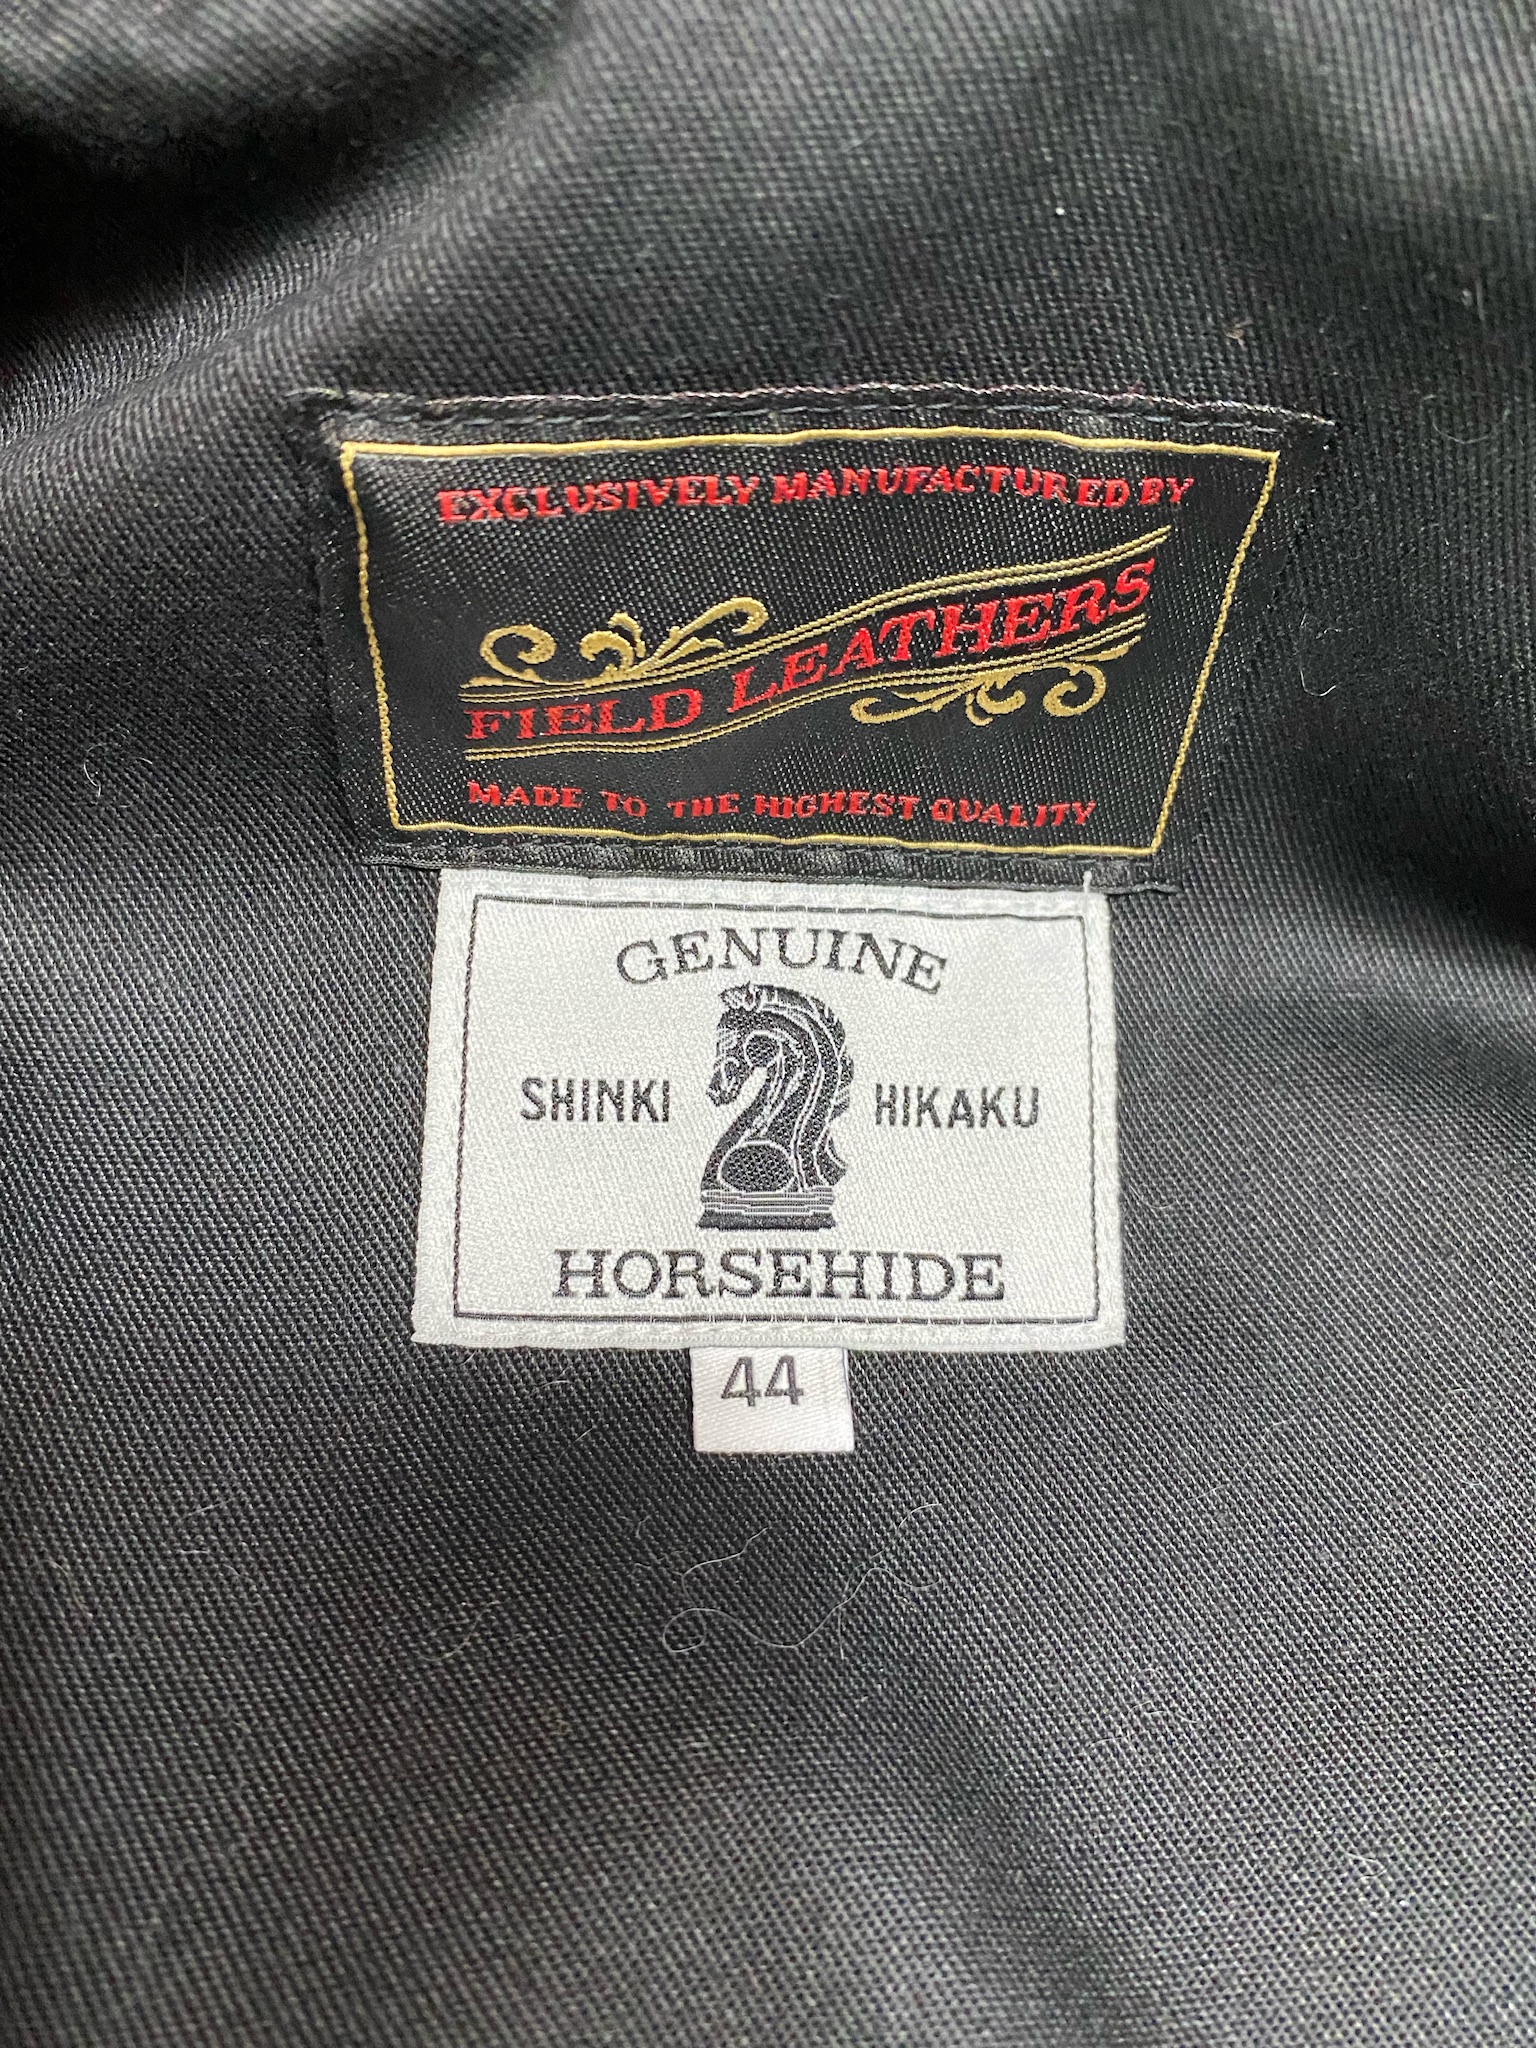 EXCLUSIVELY MANUFACTURED BY
FIELD LEATHERS
MADE TO THE HIGHEST QUALITY
GENUINE
SHINKI HIKAKU
HORSEHIDE
44